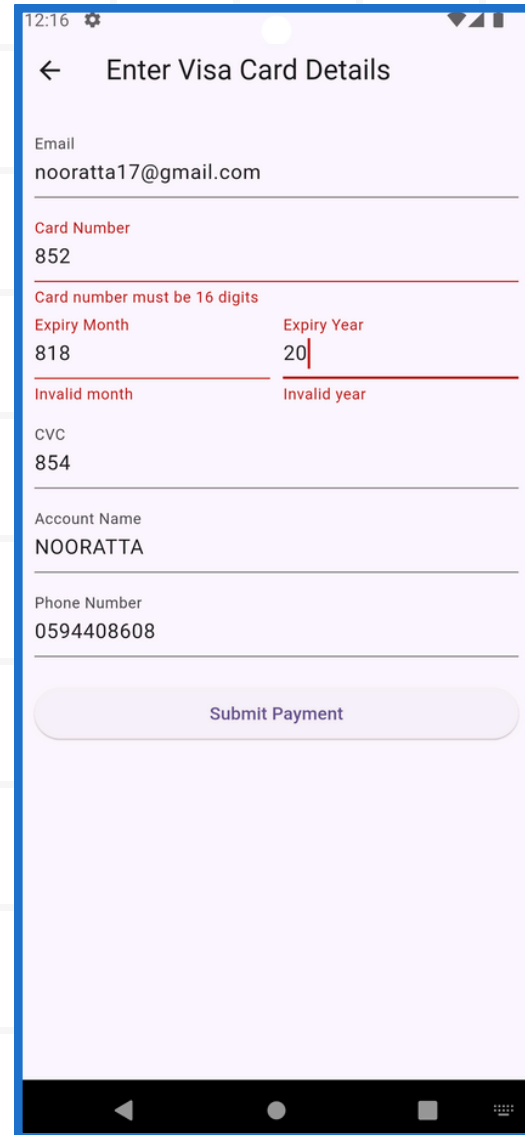 12:16
Enter Visa Card Details
Email
nooratta17@gmail.com
Card Number
852
Card number must be 16 digits
Expiry Month Expiry Year
818 20
Invalid month Invalid year
CVC
854
Account Name
NOORATTA
Phone Number
0594408608
Submit Payment